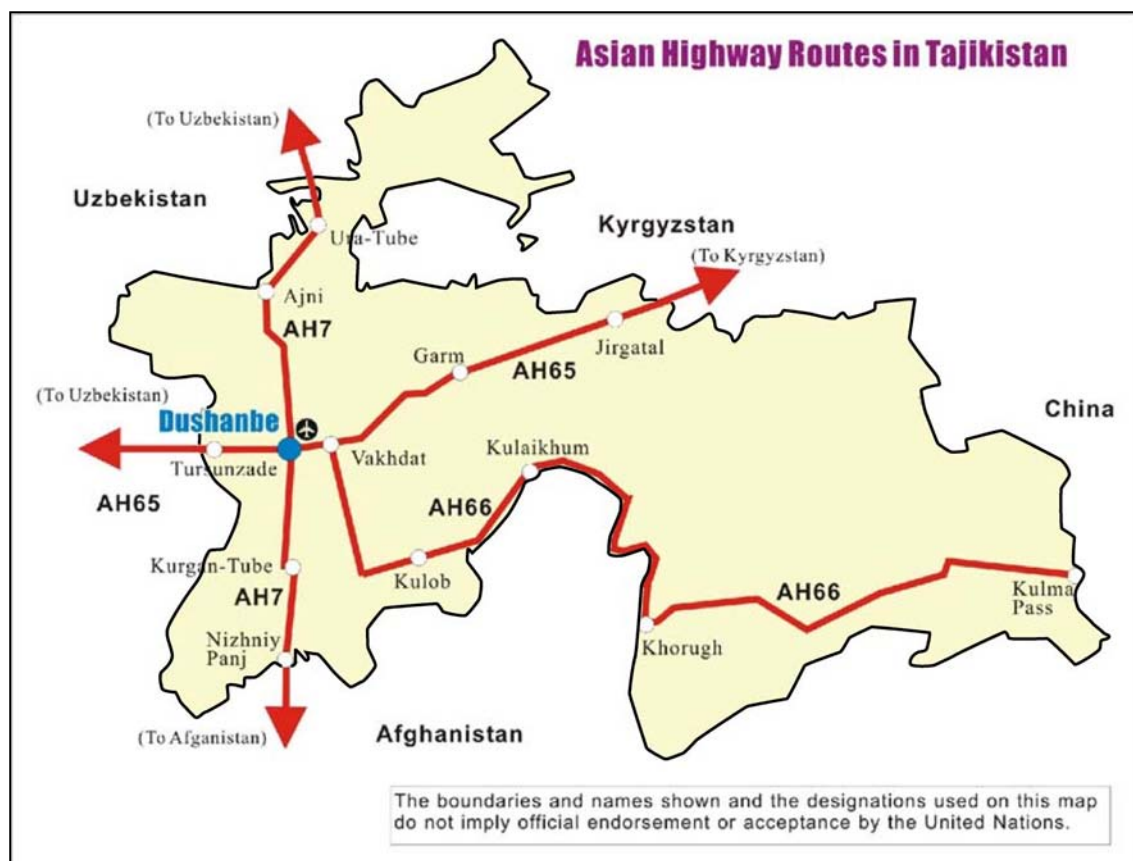 Asian Highway Routes in Tajikistan
(To Uzbekistan)
Uzbekistan
Kyrgyzstan
Ura-Tube
(To Kyrgyzstan)
Ajni
AH7
Jirgatal
Garm
AH65
(To Uzbekistan)
China
Dushanbe
Kulaikhum
Vakhdat
Tursunzade
AH65
AH66
Kurgan-Tube
Kulob
Kulma
Pass
AH7
AH66
Nizhniy
Panj
Khorugh
(To Afganistan)
Afghanistan
The boundaries and names shown and the designations used on this map
do not imply official endorsement or acceptance by the United Nations.